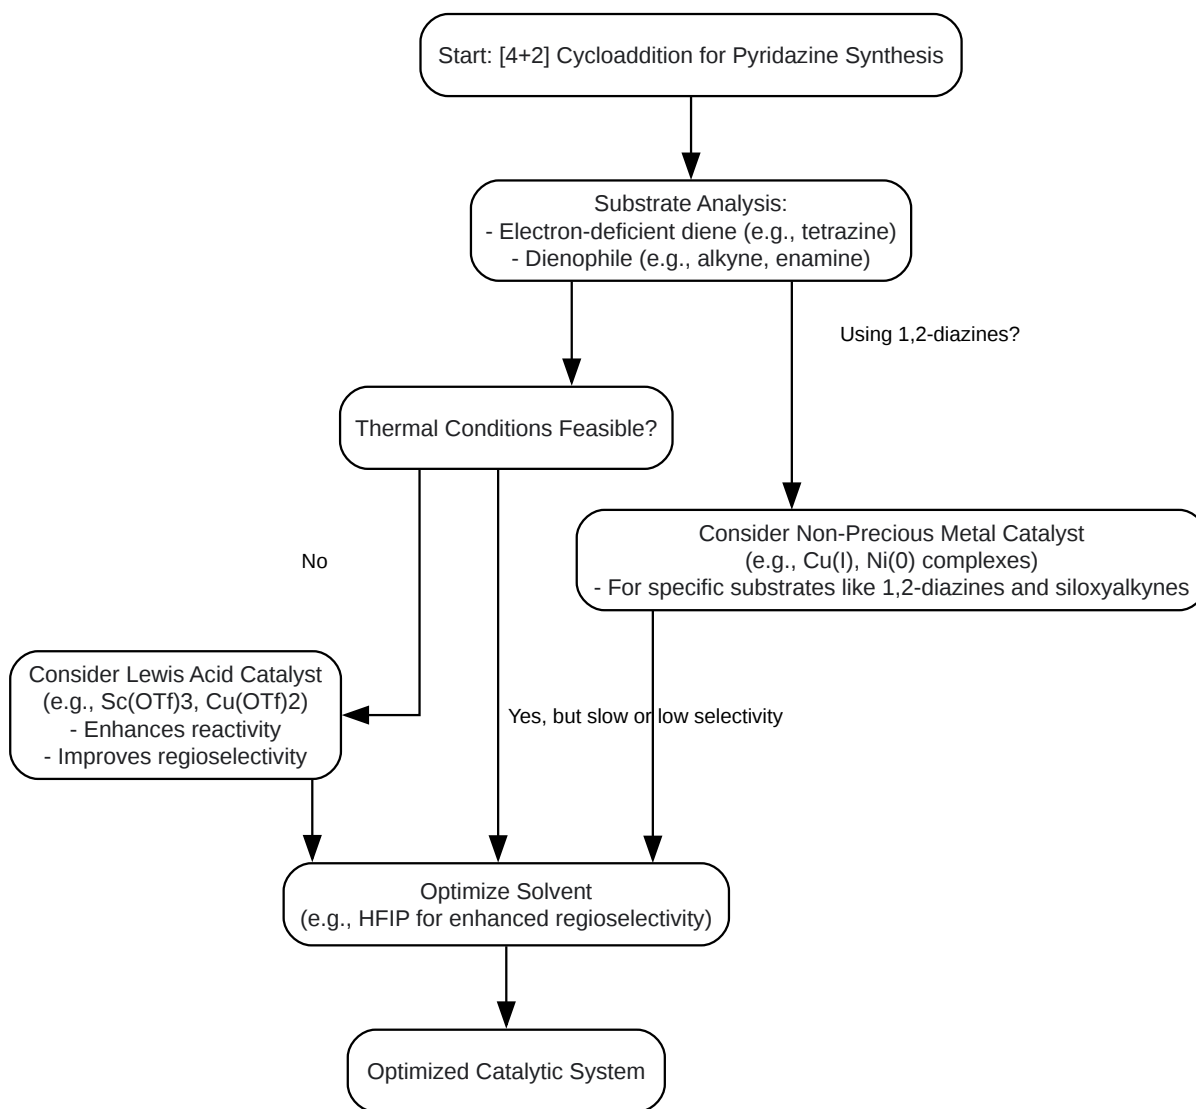 Start: [4+2] Cycloaddition for Pyridazine Synthesis
Substrate Analysis:
- Electron-deficient diene (e.g., tetrazine)
- Dienophile (e.g., alkyne, enamine)
Using 1,2-diazines?
Thermal Conditions Feasible?
Consider Non-Precious Metal Catalyst
(e.g., Cu(I), Ni(0) complexes)
- For specific substrates like 1,2-diazines and siloxyalkynes
No
Consider Lewis Acid Catalyst
(e.g., Sc(OTf)3, Cu(OTf)2)
- Enhances reactivity
- Improves regioselectivity
Yes, but slow or low selectivity
Optimize Solvent
(e.g., HFIP for enhanced regioselectivity)
Optimized Catalytic System